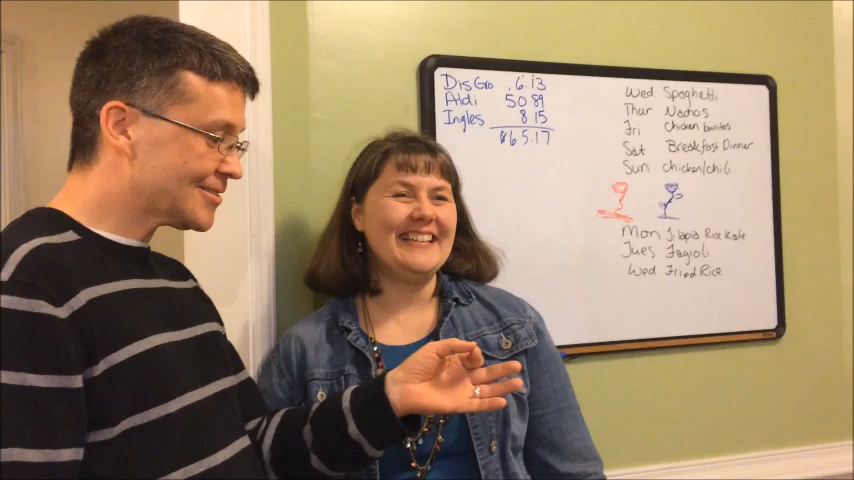 DisGro 6.13
Aldi 50 89
Ingles 8 15
$65.17
Wed Spaghetti
Thur Nachos
Fri Chicken burritos
Sat Breakfast Dinner
Sun chicken/chili
Mon Tilapia Rice Kale
Tues Fagioli
Wed Fried Rice